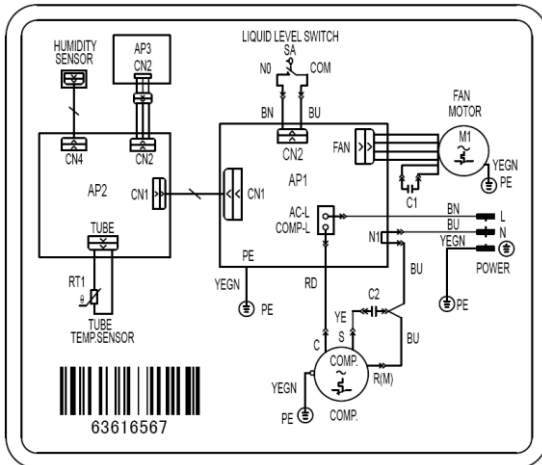 LIQUID LEVEL SWITCH
SA
HUMIDITY
SENSOR
AP3
CN2
N0
COM
BN
BU
FAN
MOTOR
CN4
CN2
CN2
FAN
M1
YEGN
PE
C1
AP2
CN1
CN1
AP1
AC-L
COMP-L
N1
BN
L
BU
N
YEGN
POWER
PE
TUBE
RT1
θ
TUBE
TEMP.SENSOR
PE
YEGN
PE
RD
BU
C2
YE
BU
C
S
COMP.
R(M)
YEGN
PE
COMP.
63616567